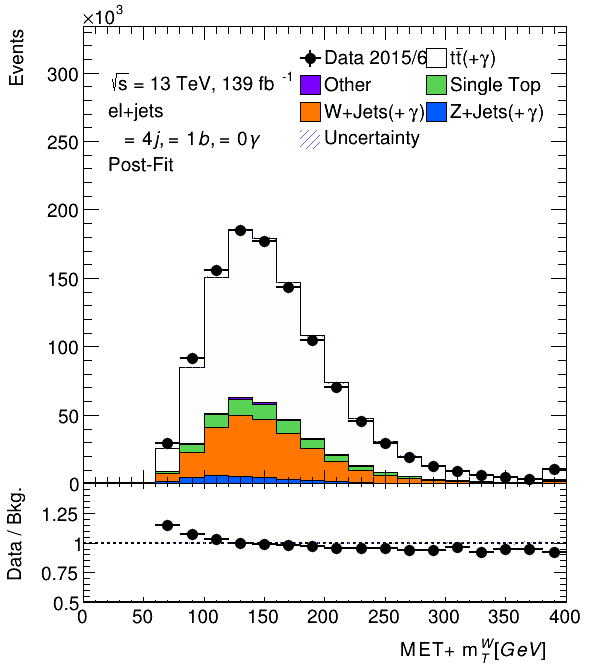 ×10³
Events
300
250
200
150
100
50
0
√s = 13 TeV, 139 fb⁻¹
el+jets
= 4j, = 1b, = 0γ
Post-Fit
Data 2015/6
tt̄(+γ)
Other
Single Top
W+Jets(+γ)
Z+Jets(+γ)
Uncertainty
Data / Bkg.
1.25
1
0.75
0.5
0 50 100 150 200 250 300 350 400
MET+ m_T^W[GeV]